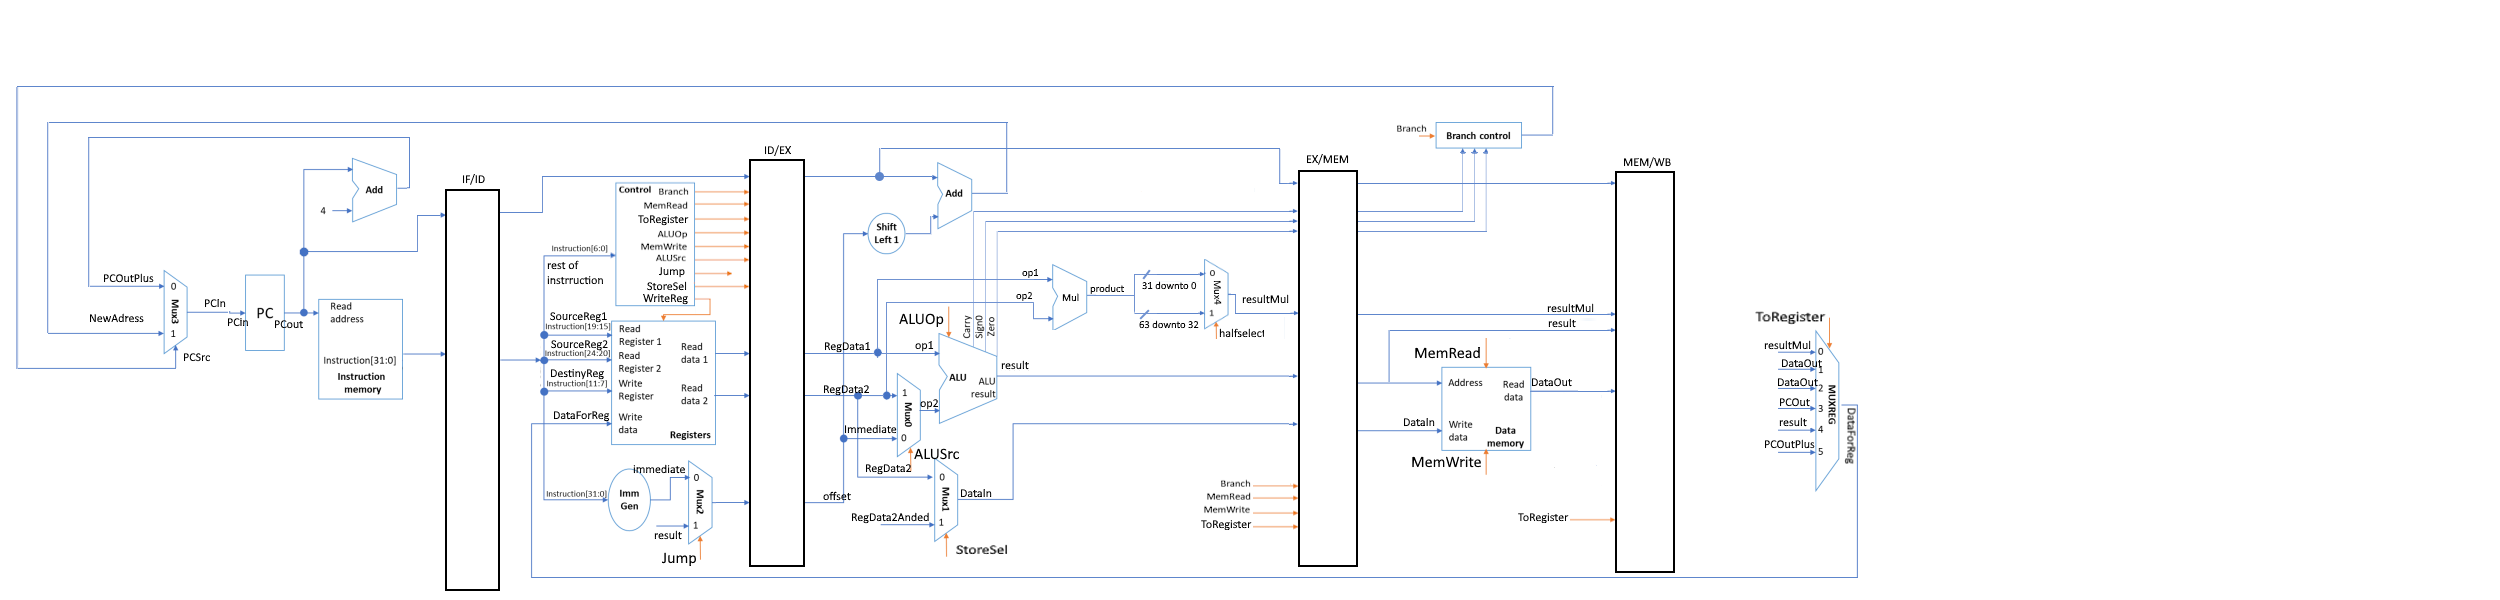 IF/ID
ID/EX
EX/MEM
MEM/WB
Add
4
PCOutPlus
NewAdress
0
Mux3
1
PCSrc
PCIn
PCIn
PC
PCout
Read
address
Instruction[31:0]
Instruction
memory
Control
Branch
MemRead
ToRegister
ALUOp
MemWrite
ALUSrc
Jump
StoreSel
WriteReg
Instruction[6:0]
rest of
instrruction
SourceReg1
Instruction[19:15]
SourceReg2
Instruction[24:20]
DestinyReg
Instruction[11:7]
DataForReg
Read
Register 1
Read
Register 2
Write
Register
Write
data
Read
data 1
Read
data 2
Registers
Instruction[31:0]
Imm
Gen
immediate
0
Mux2
1
result
Jump
Add
Shift
Left 1
RegData1
RegData2
Immediate
offset
ALUOp
op1
op2
1
Mux0
0
ALUSrc
ALU
ALU
result
Carry
Sign0
Zero
result
RegData2
RegData2Anded
0
Mux1
1
DataIn
StoreSel
op1
op2
Mul
product
31 downto 0
63 downto 32
0
Mux4
1
halfselect
resultMul
Branch
MemRead
MemWrite
ToRegister
Branch
Branch control
resultMul
result
MemRead
Address
Read
data
Write
data
Data
memory
DataOut
DataIn
MemWrite
ToRegister
ToRegister
resultMul
DataOut
DataOut
PCOut
result
PCOutPlus
0
1
2
3
4
5
MUXREG
DataForReg